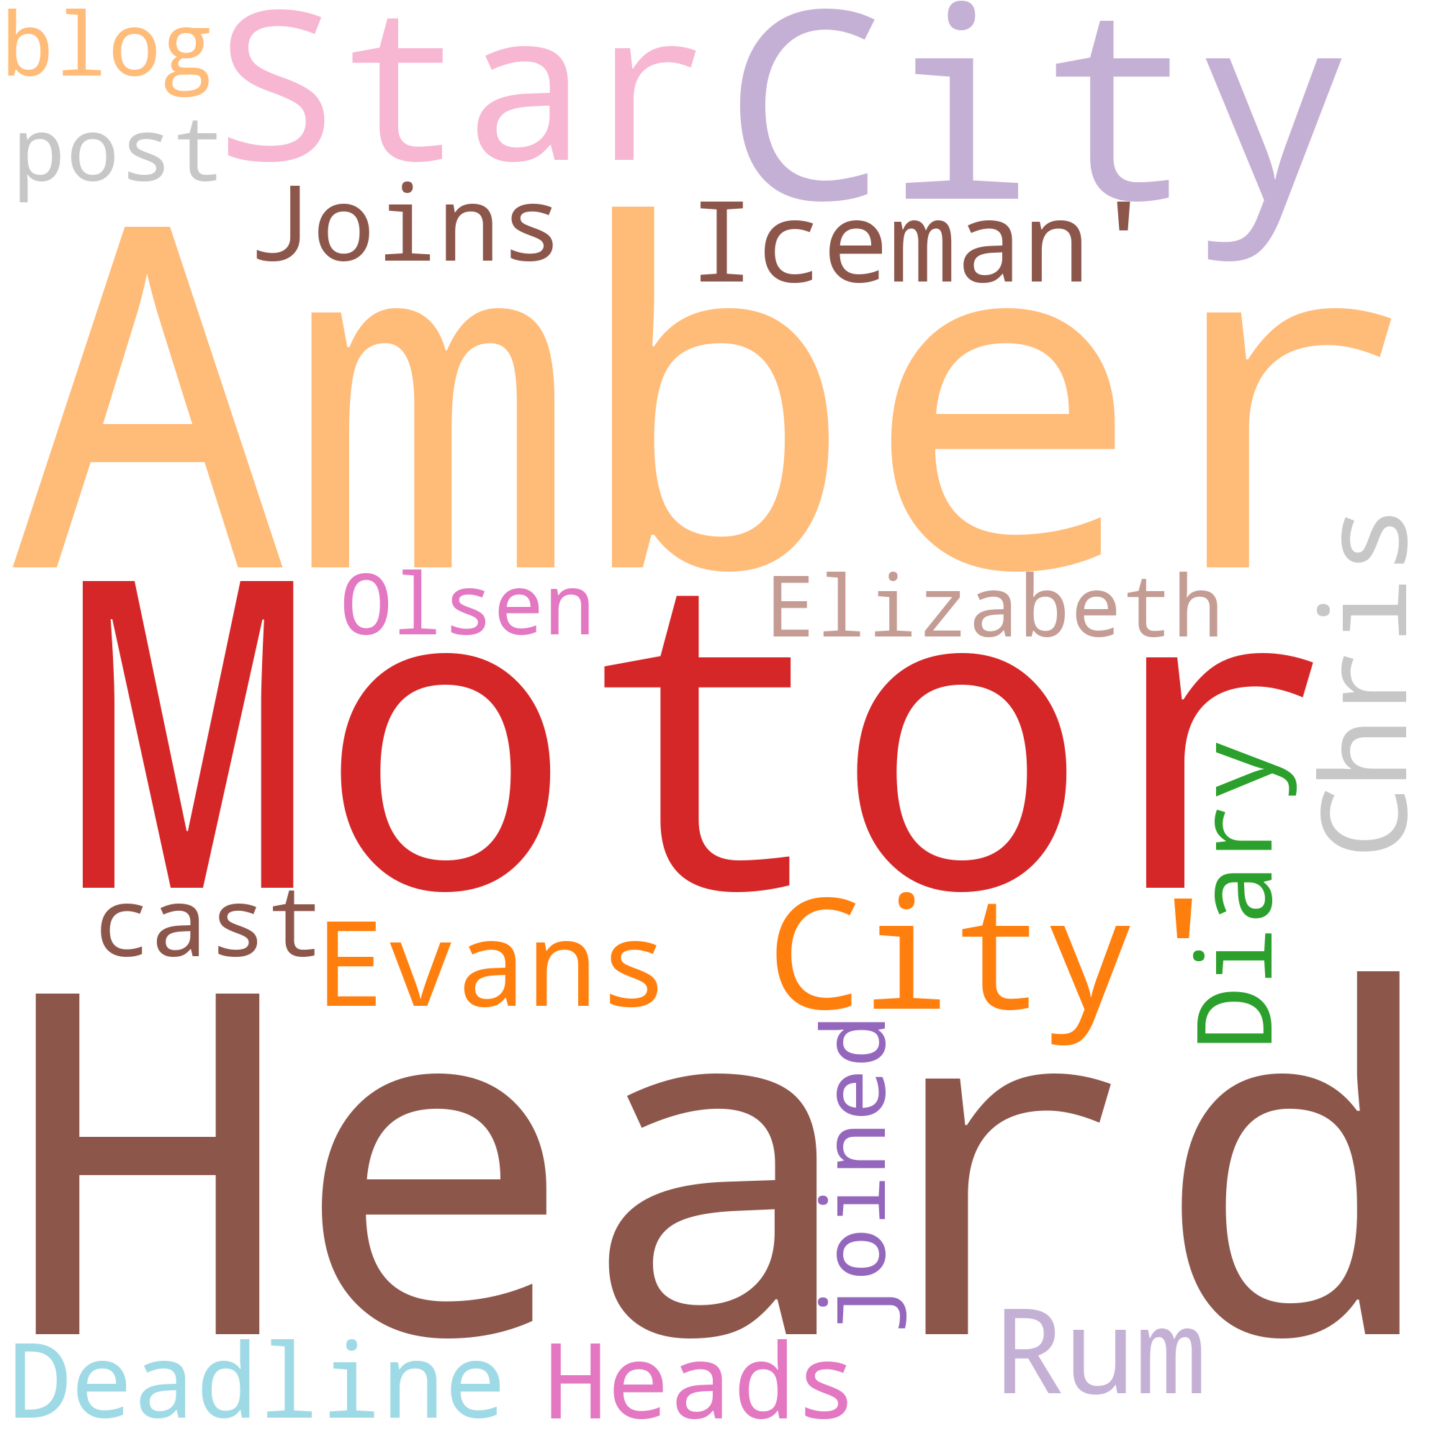 blog
Star
City
post
Joins
Iceman'
Amber
Olsen
Elizabeth
Chris
Motor
Diary
cast
Evans
City'
Heard
joined
Rum
Deadline
Heads